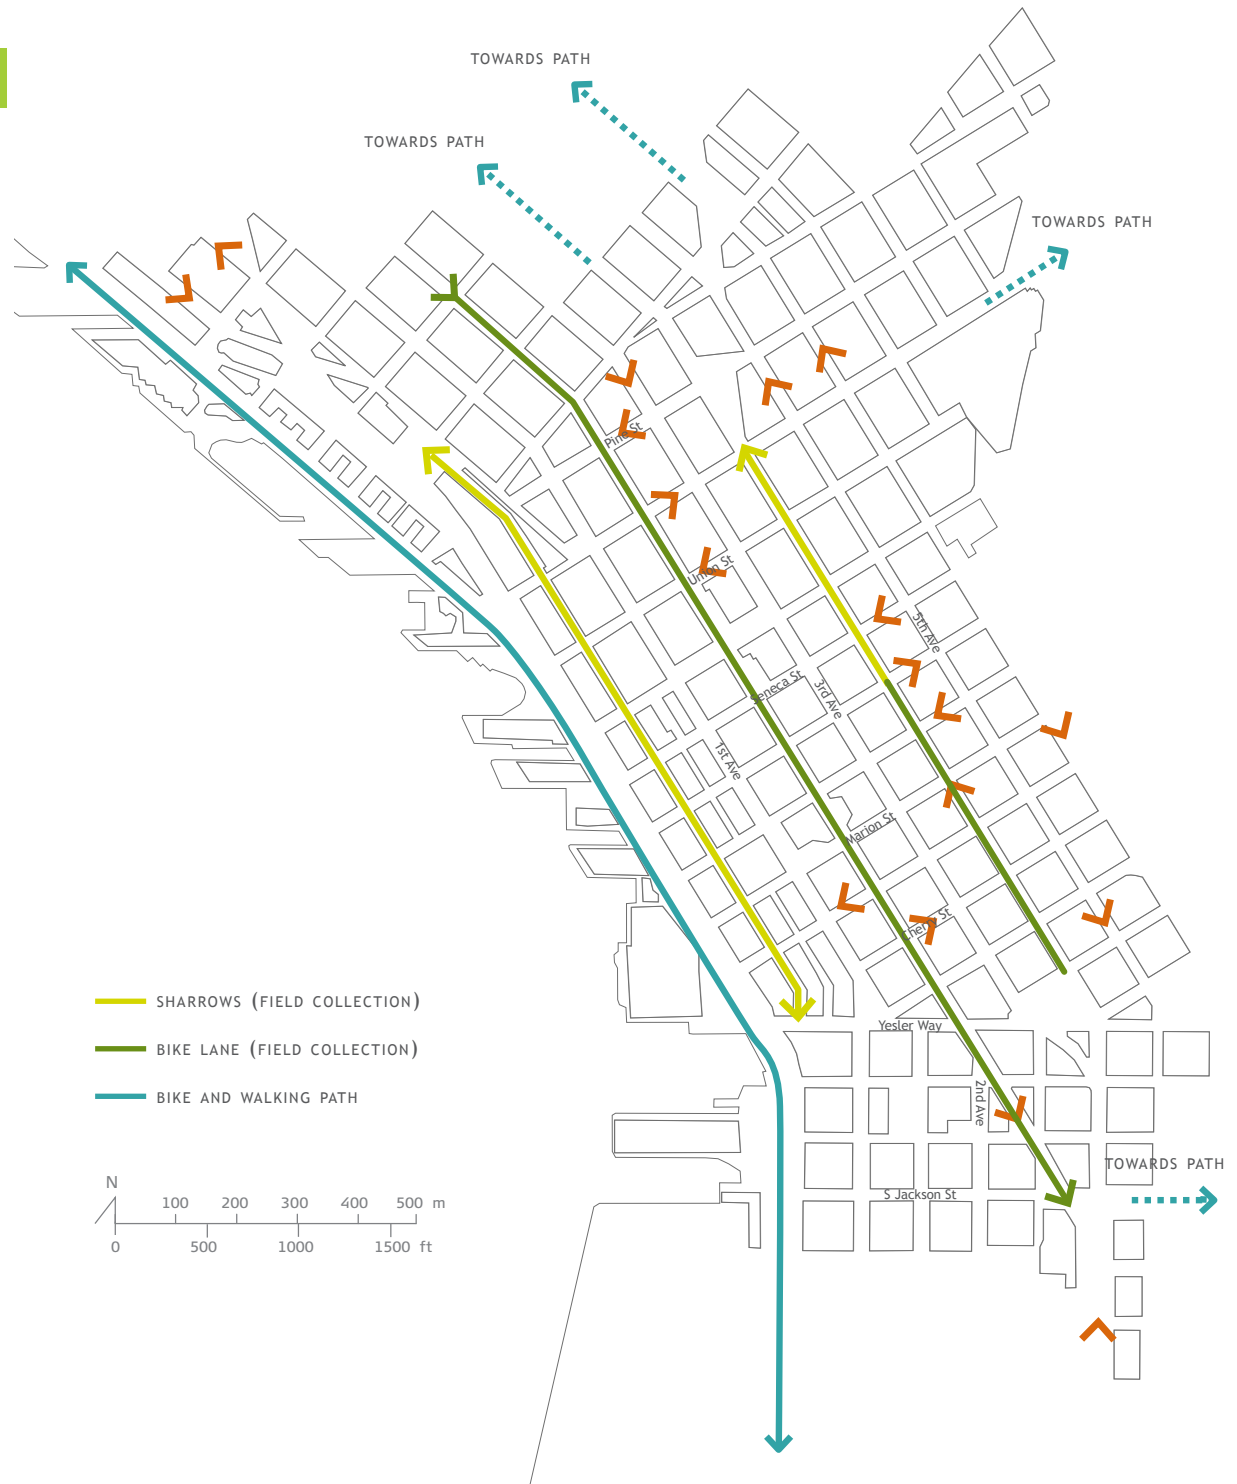 TOWARDS PATH
TOWARDS PATH
TOWARDS PATH
Pine St
Union St
5th Ave
Seneca St
3rd Ave
1st Ave
Marion St
Cherry St
SHARROWS (FIELD COLLECTION)
Yesler Way
BIKE LANE (FIELD COLLECTION)
2nd Ave
BIKE AND WALKING PATH
TOWARDS PATH
N
S Jackson St
100 200 300 400 500 m
0 500 1000 1500 ft